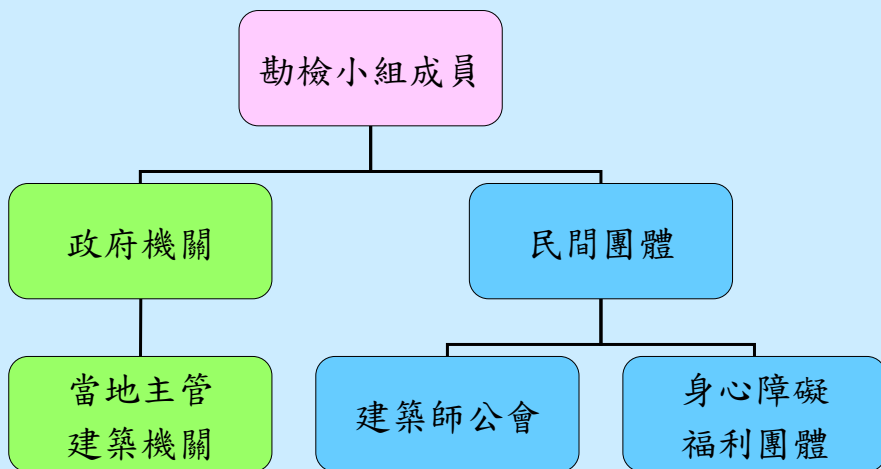 勘檢小組成員
政府機關
民間團體
當地主管
建築機關
建築師公會
身心障礙
福利團體